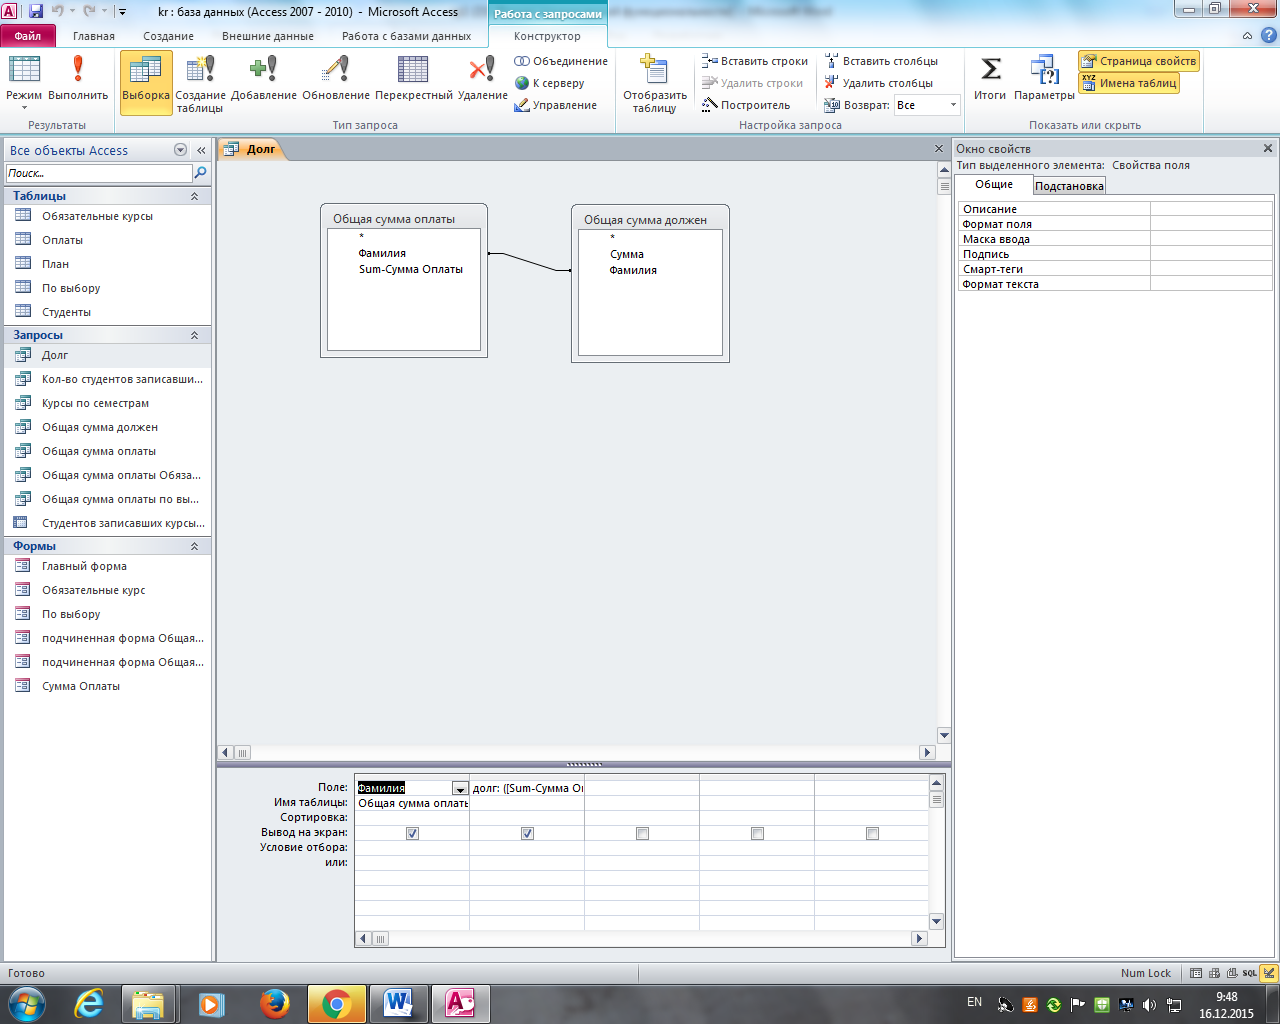 kr : база данных (Access 2007 - 2010) - Microsoft Access
Работа с запросами
Файл
Главная
Создание
Внешние данные
Работа с базами данных
Конструктор
Режим
Выполнить
Результаты
Выборка
Создание таблицы
Добавление
Обновление
Перекрестный
Удаление
Объединение
К серверу
Управление
Тип запроса
Отобразить таблицу
Вставить строки
Удалить строки
Построитель
Вставить столбцы
Удалить столбцы
Возврат: Все
Настройка запроса
Итоги
Параметры
Страница свойств
XYZ Имена таблиц
Показать или скрыть
Все объекты Access
Поиск...
Таблицы
Обязательные курсы
Оплаты
План
По выбору
Студенты
Запросы
Долг
Кол-во студентов записавши...
Курсы по семестрам
Общая сумма должен
Общая сумма оплаты
Общая сумма оплаты Обяза...
Общая сумма оплаты по вы...
Студентов записавших курсы...
Формы
Главный форма
Обязательные курс
По выбору
подчиненная форма Общая...
подчиненная форма Общая...
Сумма Оплаты
Долг
Общая сумма оплаты
*
Фамилия
Sum-Сумма Оплаты
Общая сумма должен
*
Сумма
Фамилия
Поле: Фамилия долг: ([Sum-Сумма О
Имя таблицы: Общая сумма оплаты
Сортировка:
Вывод на экран:
Условие отбора:
или:
Окно свойств
Тип выделенного элемента: Свойства поля
Общие
Подстановка
Описание
Формат поля
Маска ввода
Подпись
Смарт-теги
Формат текста
Готово
Num Lock
SQL
EN
9:48
16.12.2015